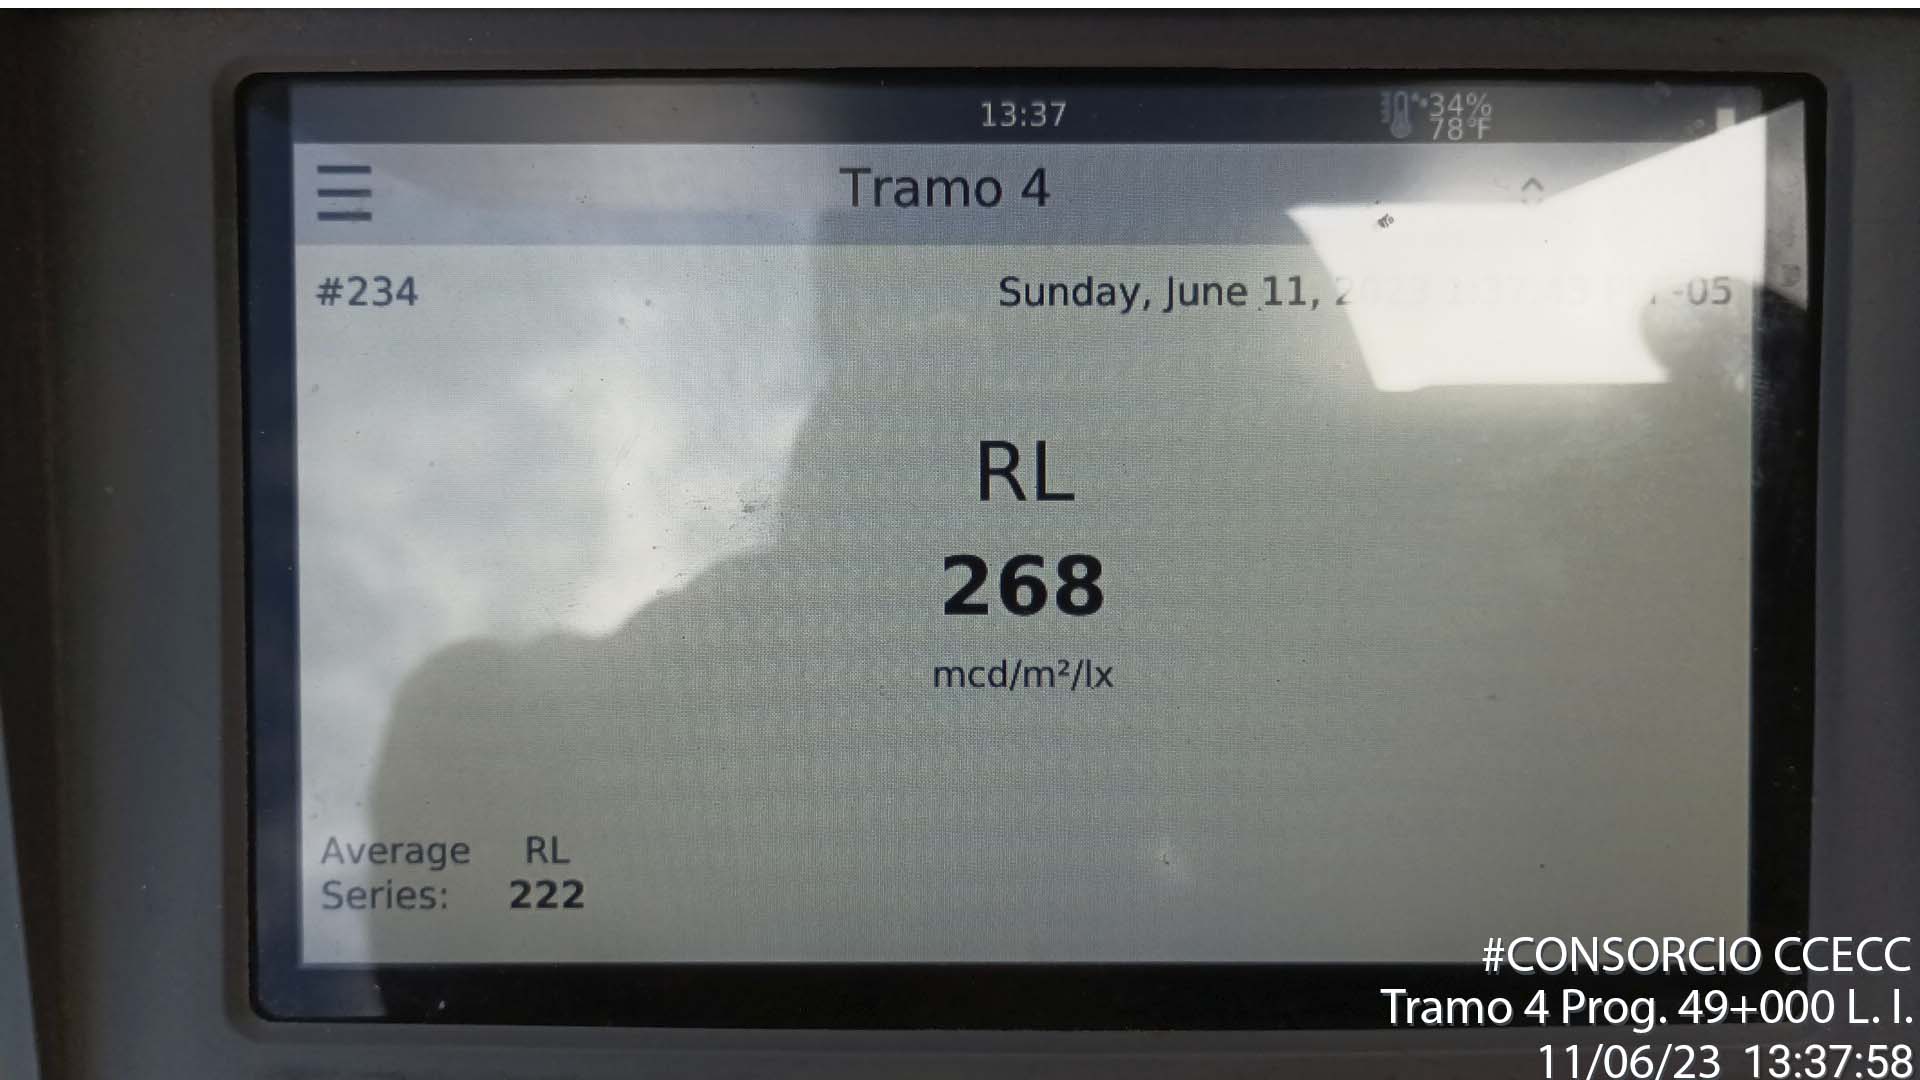 13:37
34%
78°F
Tramo 4
#234
Sunday, June 11, -05
RL
268
mcd/m²/lx
Average RL
Series: 222
#CONSORCIO CCECC
Tramo 4 Prog. 49+000 L. I.
11/06/23 13:37:58